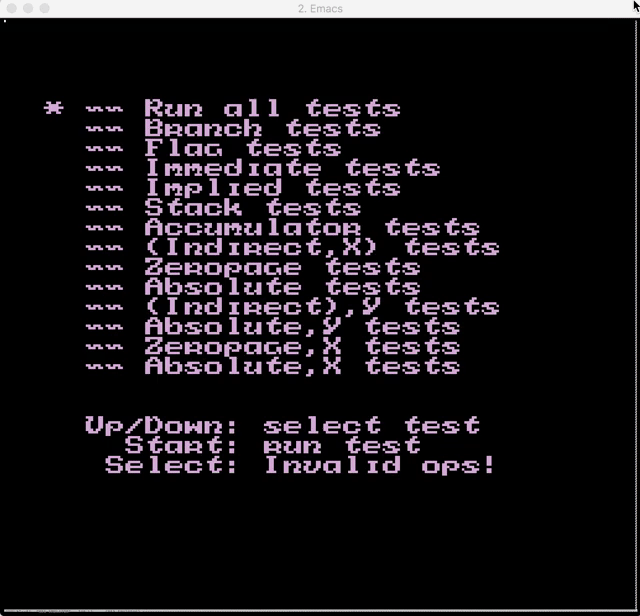 2. Emacs
* -- Run all tests
-- Branch tests
-- Flag tests
-- Immediate tests
-- Implied tests
-- Stack tests
-- Accumulator tests
-- (Indirect,X) tests
-- Zeropage tests
-- Absolute tests
-- (Indirect),Y tests
-- Absolute,Y tests
-- Zeropage,X tests
-- Absolute,X tests
Up/Down: select test
Start: run test
Select: Invalid ops!